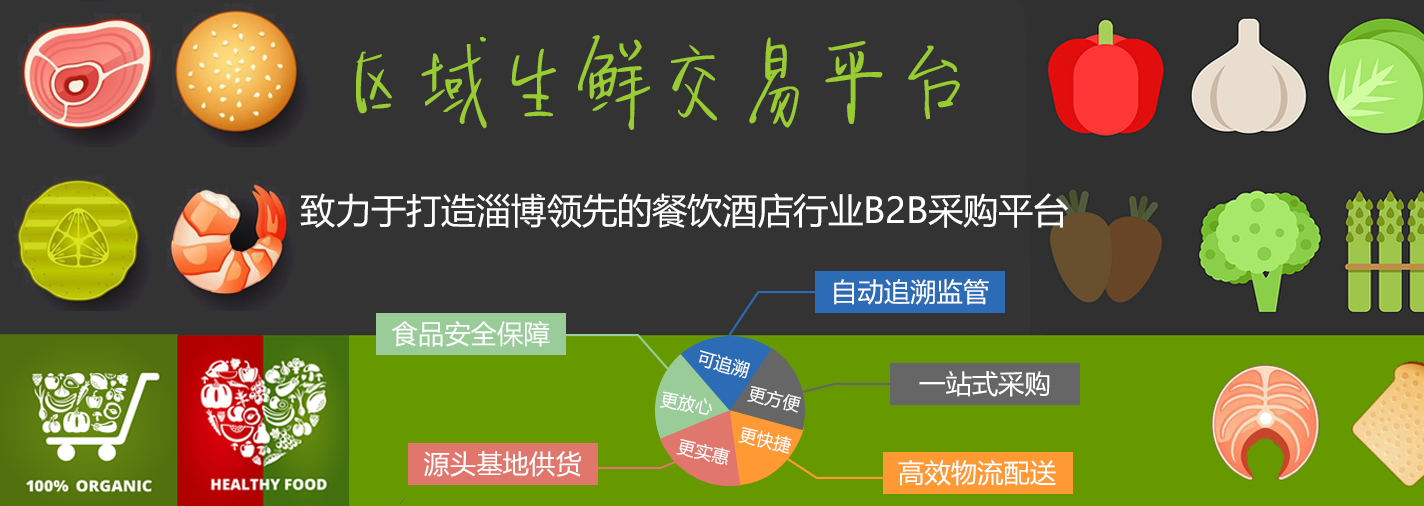 区域生鲜交易平台
致力于打造淄博领先的餐饮酒店行业B2B采购平台
自动追溯监管
食品安全保障
可追溯
一站式采购
更方便
更放心
更快捷
更实惠
源头基地供货
高效物流配送
100% ORGANIC
HEALTHY FOOD